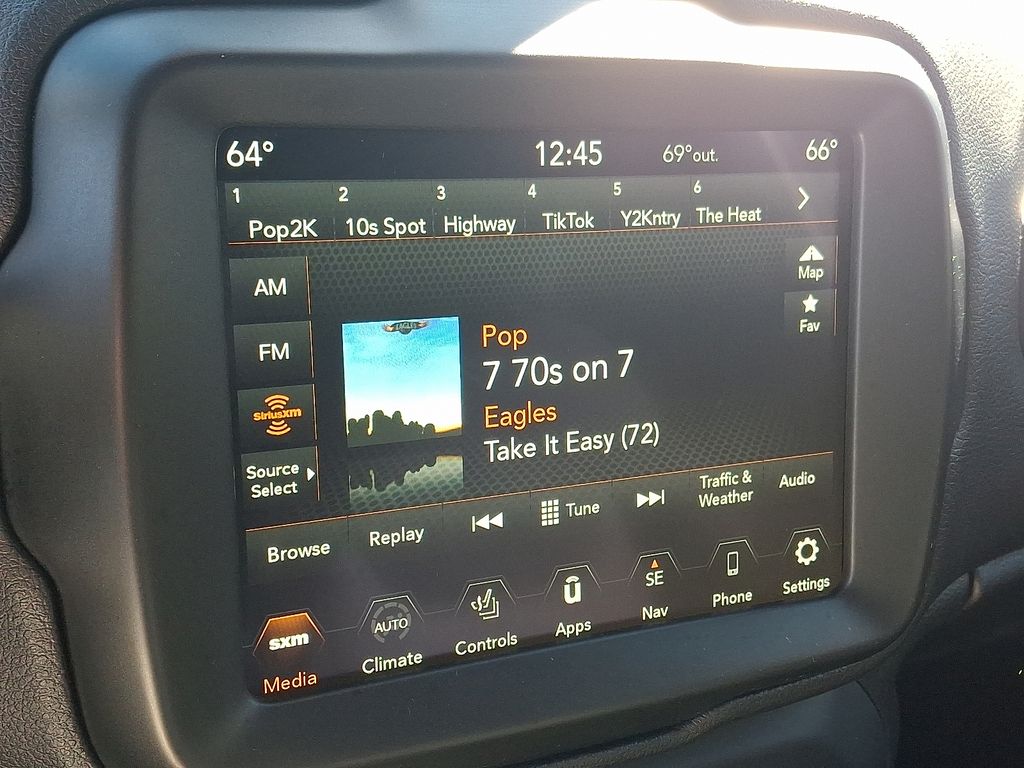 64° 12:45 69°out. 66°
1 2 3 4 5 6
Pop2K 10s Spot Highway TikTok Y2Kntry The Heat
AM
Map
FM
Fav
EAGLES
Pop
7 70s on 7
Eagles
Take It Easy (72)
SiriusXM
Source
Select
Browse
Replay
Tune
Traffic &
Weather
Audio
sxm
Media
AUTO
Climate
Controls
ū
Apps
SE
Nav
Phone
Settings